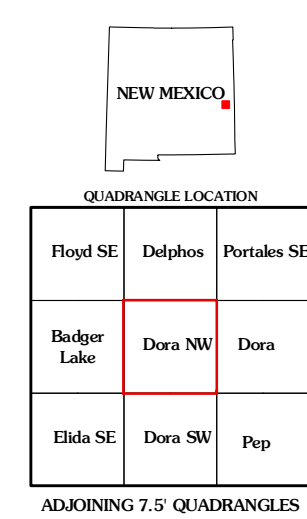 NEW MEXICO
QUADRANGLE LOCATION
Floyd SE Delphos Portales SE
Badger Lake Dora NW Dora
Elida SE Dora SW Pep
ADJOINING 7.5' QUADRANGLES